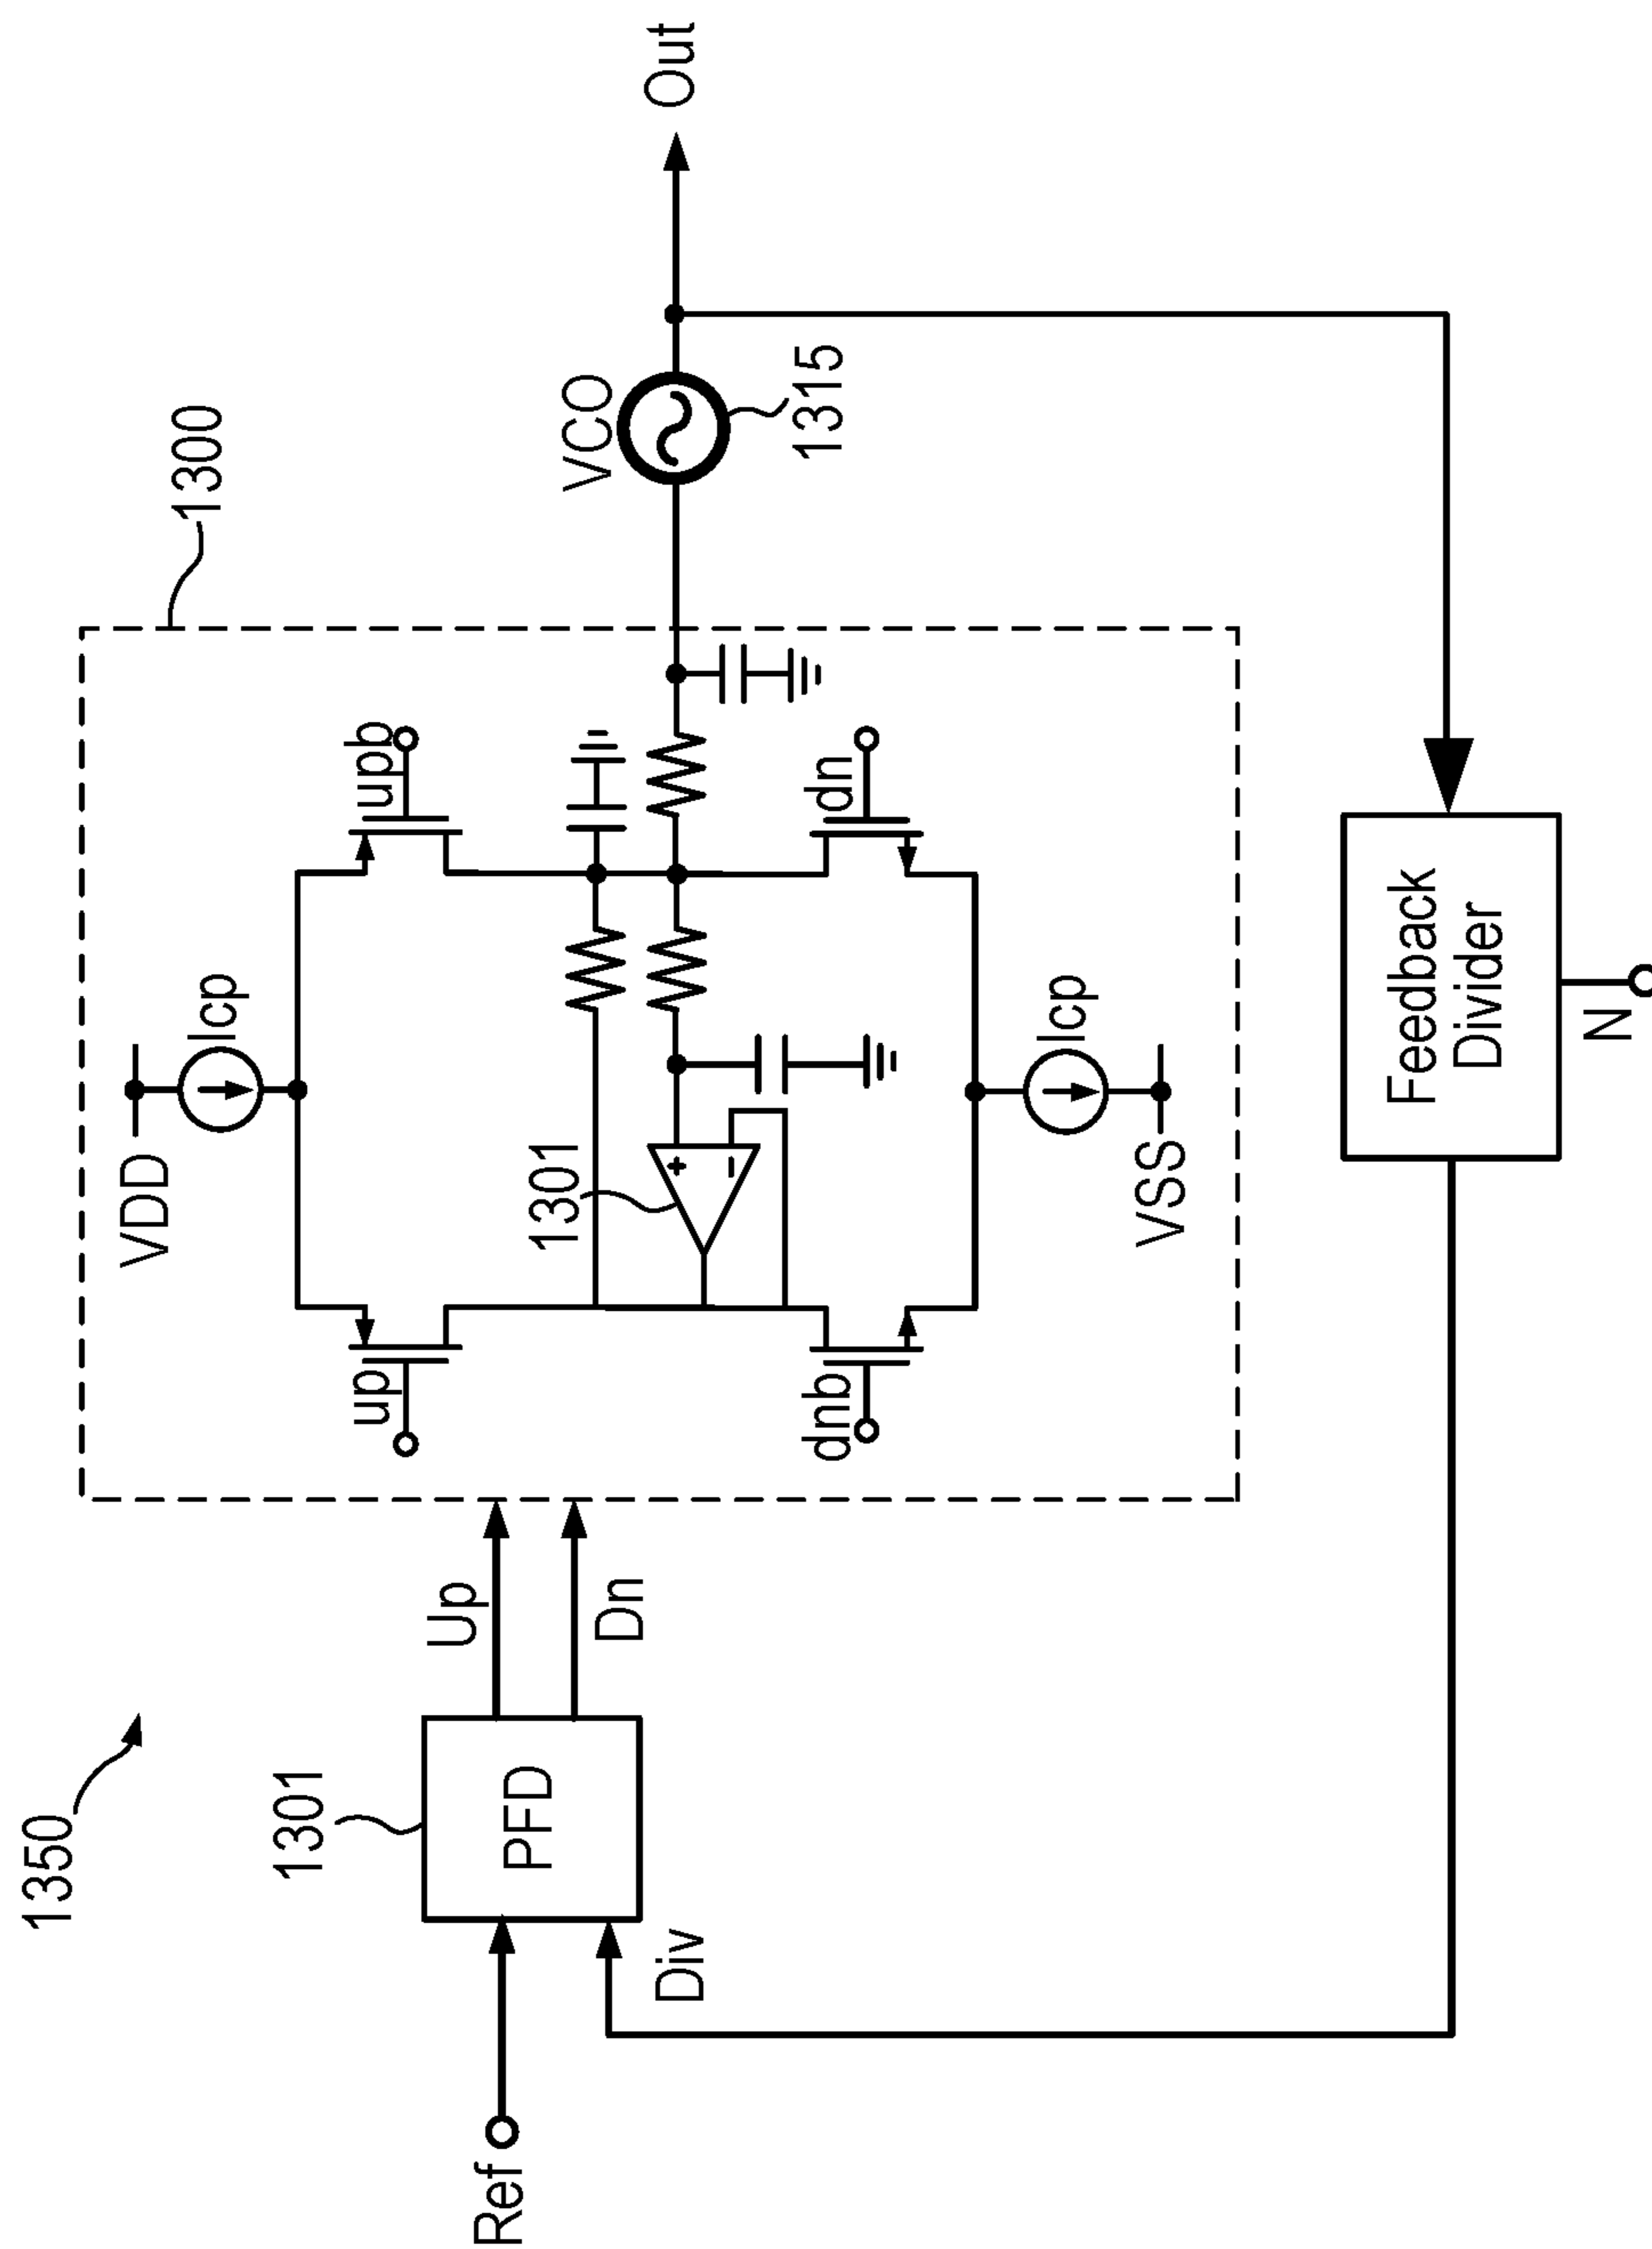 1350
1300
VDD
Icp
up
upb
1301
VCO
1315
Out
dnb
dn
Icp
VSS
1301
PFD
Up
Dn
Ref
Div
Feedback
Divider
N
+
−